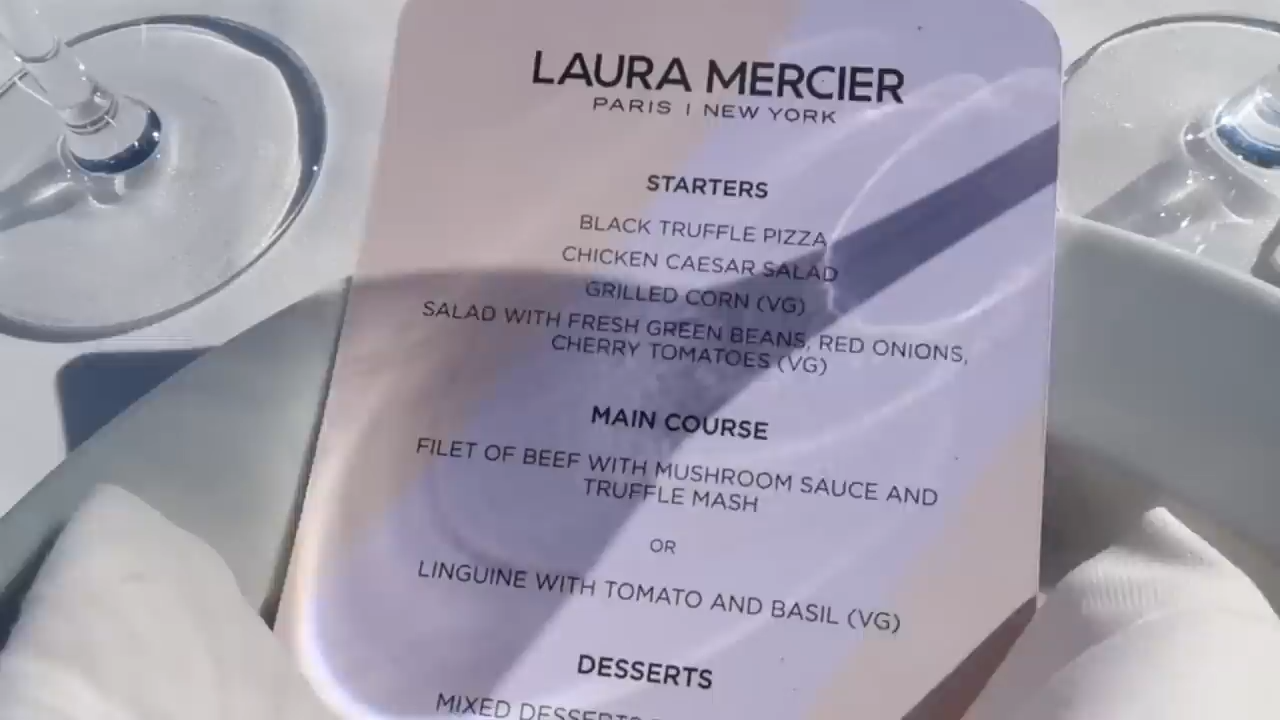 LAURA MERCIER
PARIS | NEW YORK
STARTERS
BLACK TRUFFLE PIZZA
CHICKEN CAESAR SALAD
GRILLED CORN (VG)
SALAD WITH FRESH GREEN BEANS, RED ONIONS,
CHERRY TOMATOES (VG)
MAIN COURSE
FILET OF BEEF WITH MUSHROOM SAUCE AND
TRUFFLE MASH
OR
LINGUINE WITH TOMATO AND BASIL (VG)
DESSERTS
MIXED DESSERTS